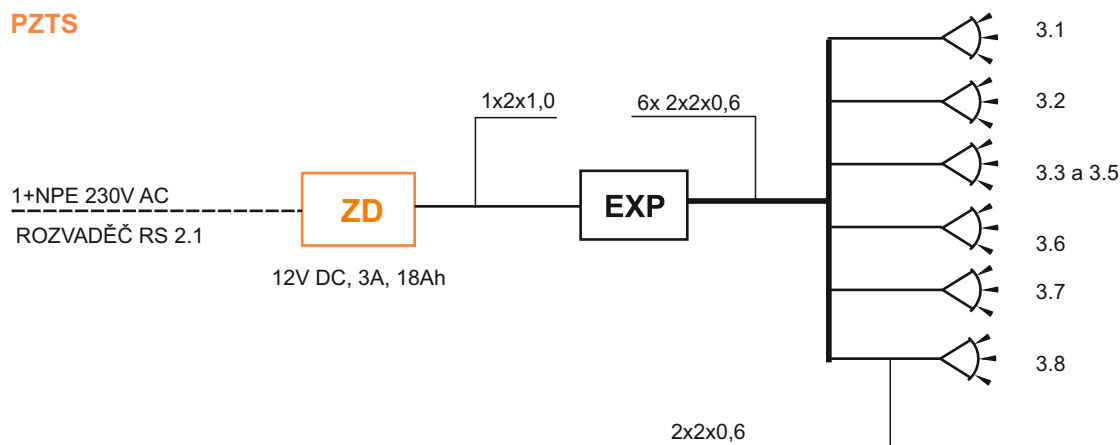 PZTS
3.1
1x2x1,0
6x 2x2x0,6
3.2
3.3 a 3.5
1+NPE 230V AC
ZD
EXP
ROZVADĚČ RS 2.1
3.6
12V DC, 3A, 18Ah
3.7
3.8
2x2x0,6